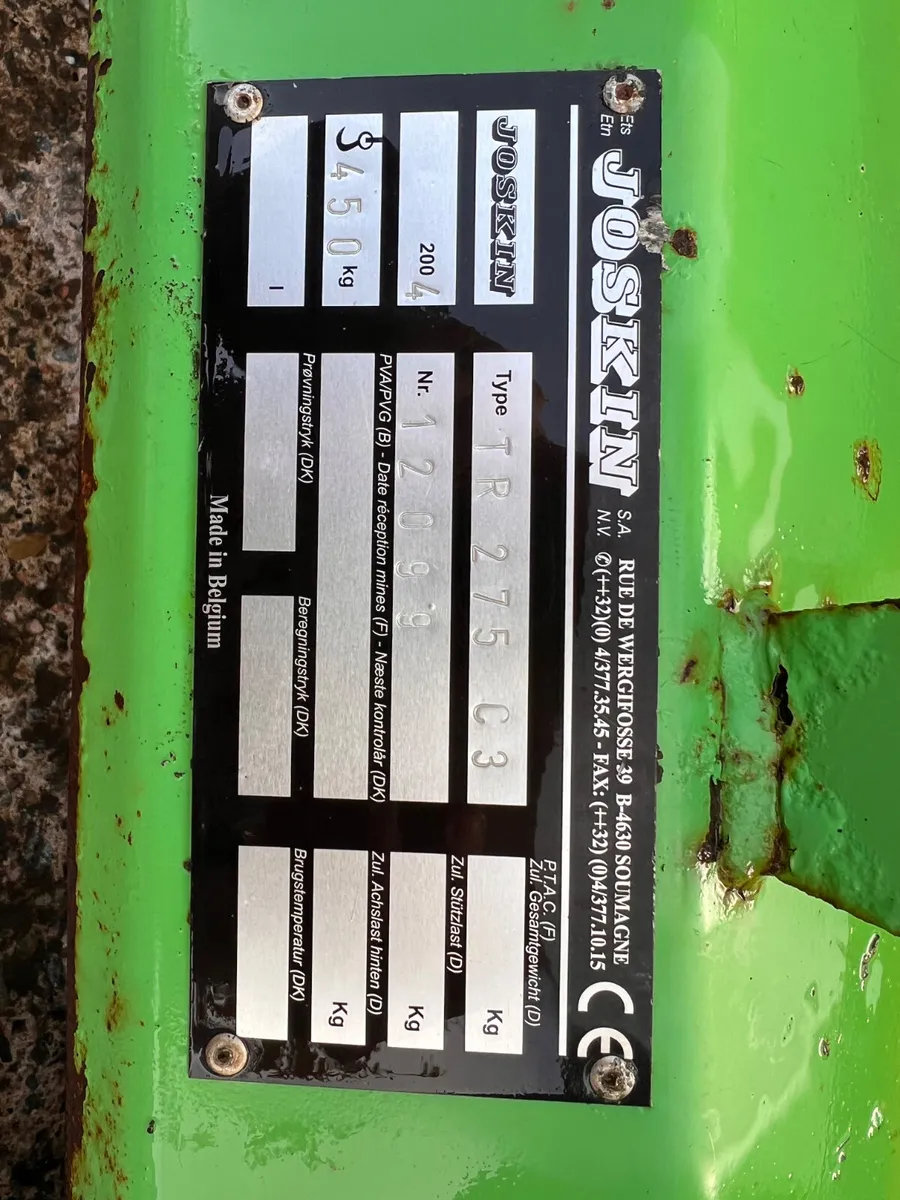 Ets JOSKIN S.A. RUE DE WERGIFOSSE 39 B-4630 SOUMAGNE
Etn N.V. ✆(++32)(0) 4/377.35.45 - FAX: (++32) (0)4/377.10.15 CE
P.T.A.C. (F)
Zul. Gesamtgewicht (D)
JOSKIN Type TR 275 C3 Kg
Zul. Stützlast (D)
2004 Nr. 12099 Kg
PVA/PVG (B) - Date réception mines (F) - Næste kontrolår (DK) Zul. Achslast hinten (D)
450 kg Kg
Prøvningstryk (DK) Beregningstryk (DK) Brugstemperatur (DK)
l
Made in Belgium